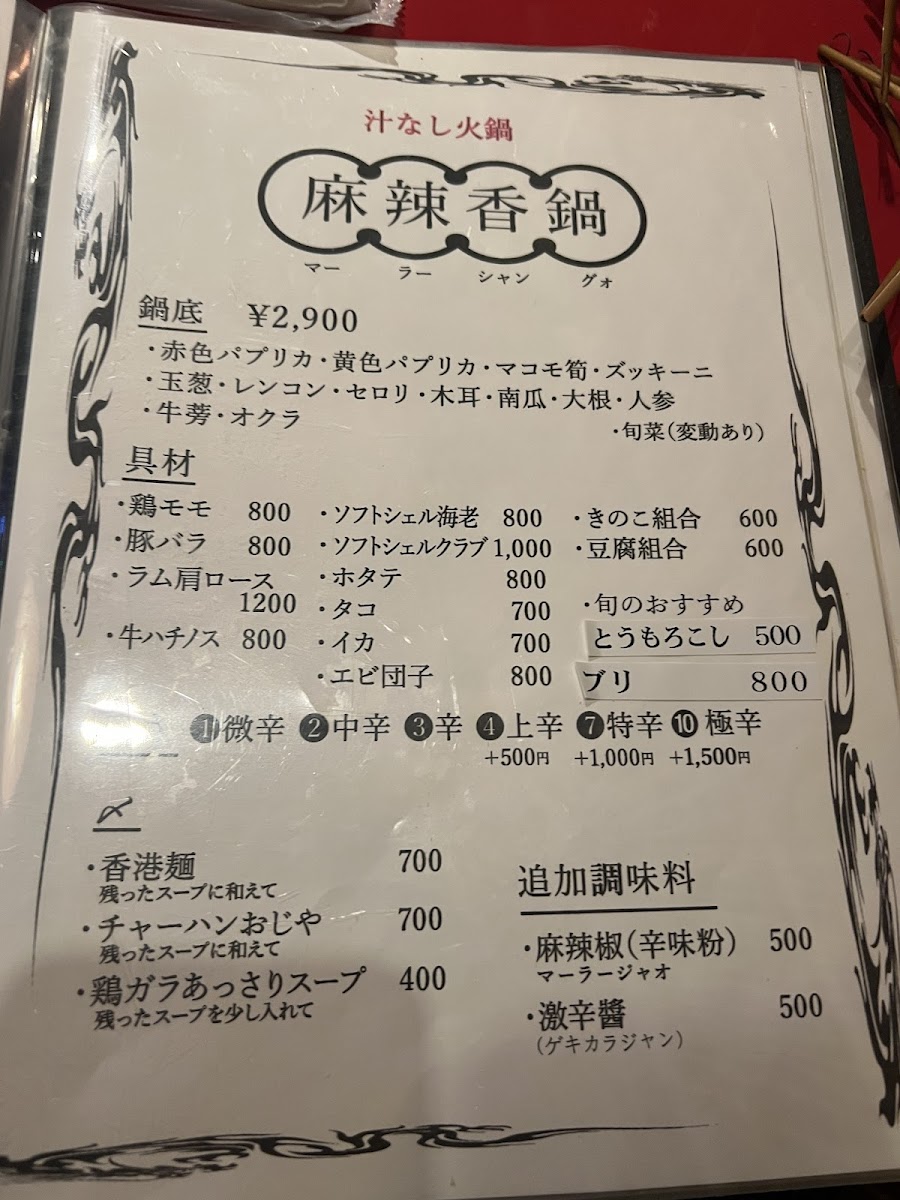 汁なし火鍋
麻辣香鍋
マー ラー シャン グォ
鍋底 ¥2,900
・赤色パプリカ・黄色パプリカ・マコモ筍・ズッキーニ
・玉葱・レンコン・セロリ・木耳・南瓜・大根・人参
・牛蒡・オクラ
・旬菜(変動あり)
具材
・鶏モモ 800
・豚バラ 800
・ラム肩ロース
1200
・牛ハチノス 800
・ソフトシェル海老 800
・ソフトシェルクラブ 1,000
・ホタテ 800
・タコ 700
・イカ 700
・エビ団子 800
・きのこ組合 600
・豆腐組合 600
・旬のおすすめ
とうもろこし 500
ブリ 800
❶微辛 ❷中辛 ❸辛 ❹上辛 ❼特辛 ❿極辛
+500円 +1,000円 +1,500円
〆
・香港麺 700
残ったスープに和えて
・チャーハンおじや 700
残ったスープに和えて
・鶏ガラあっさりスープ 400
残ったスープを少し入れて
追加調味料
・麻辣椒(辛味粉) 500
マーラージャオ
・激辛醬 500
(ゲキカラジャン)